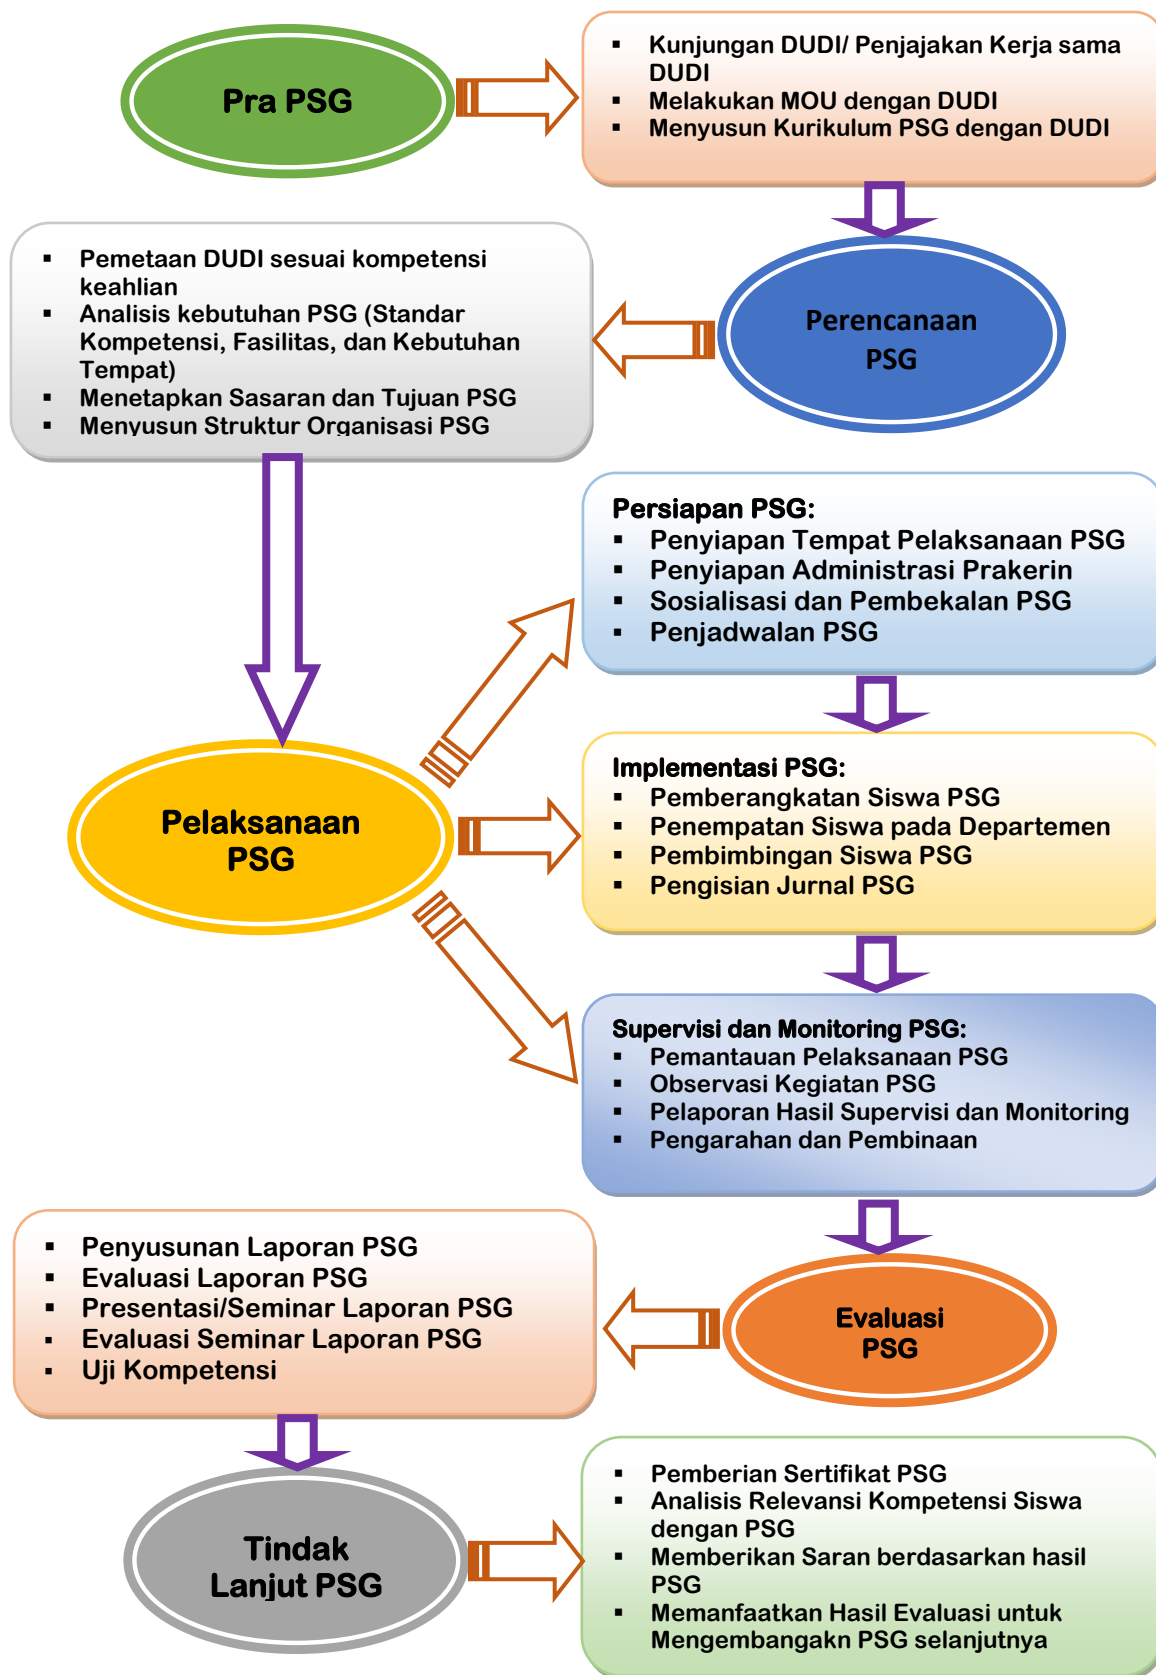 Pra PSG
▪ Kunjungan DUDI/ Penjajakan Kerja sama
DUDI
▪ Melakukan MOU dengan DUDI
▪ Menyusun Kurikulum PSG dengan DUDI
Perencanaan
PSG
▪ Pemetaan DUDI sesuai kompetensi
keahlian
▪ Analisis kebutuhan PSG (Standar
Kompetensi, Fasilitas, dan Kebutuhan
Tempat)
▪ Menetapkan Sasaran dan Tujuan PSG
▪ Menyusun Struktur Organisasi PSG
Pelaksanaan
PSG
Persiapan PSG:
▪ Penyiapan Tempat Pelaksanaan PSG
▪ Penyiapan Administrasi Prakerin
▪ Sosialisasi dan Pembekalan PSG
▪ Penjadwalan PSG
Implementasi PSG:
▪ Pemberangkatan Siswa PSG
▪ Penempatan Siswa pada Departemen
▪ Pembimbingan Siswa PSG
▪ Pengisian Jurnal PSG
Supervisi dan Monitoring PSG:
▪ Pemantauan Pelaksanaan PSG
▪ Observasi Kegiatan PSG
▪ Pelaporan Hasil Supervisi dan Monitoring
▪ Pengarahan dan Pembinaan
Evaluasi
PSG
▪ Penyusunan Laporan PSG
▪ Evaluasi Laporan PSG
▪ Presentasi/Seminar Laporan PSG
▪ Evaluasi Seminar Laporan PSG
▪ Uji Kompetensi
Tindak
Lanjut PSG
▪ Pemberian Sertifikat PSG
▪ Analisis Relevansi Kompetensi Siswa
dengan PSG
▪ Memberikan Saran berdasarkan hasil
PSG
▪ Memanfaatkan Hasil Evaluasi untuk
Mengembangakn PSG selanjutnya